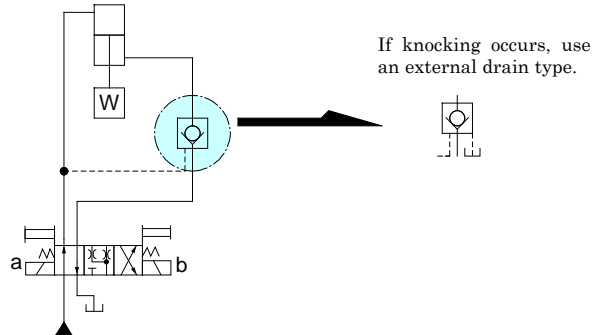 If knocking occurs, use
an external drain type.
W
a
b